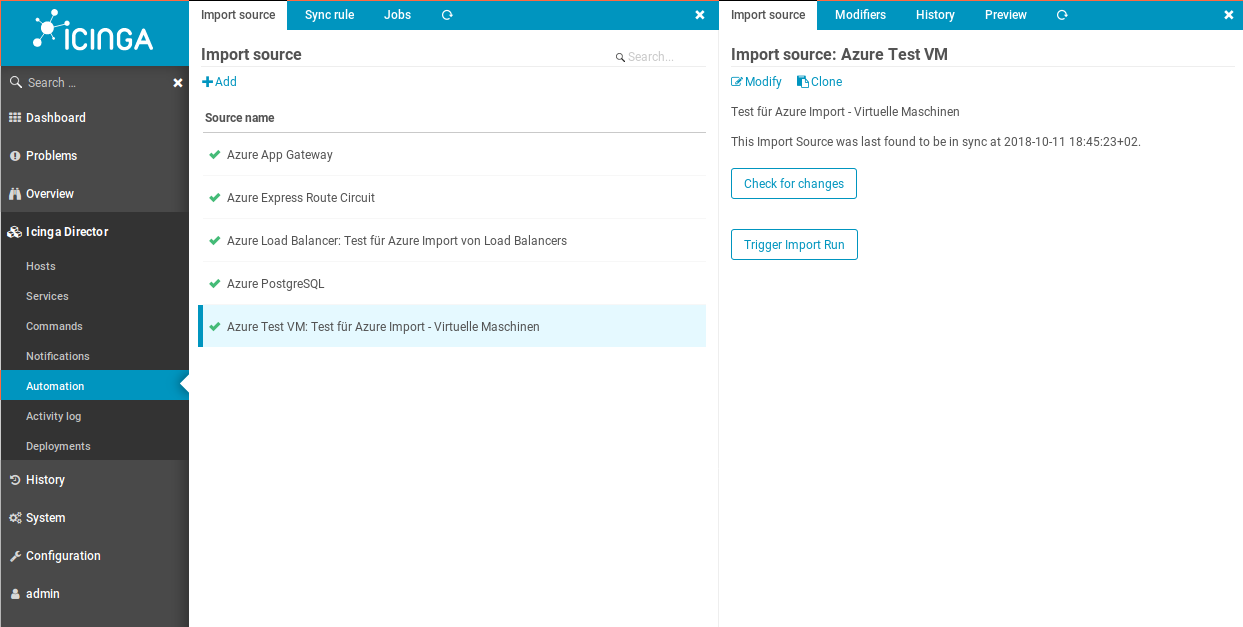 ICINGA
Search ...
Dashboard
Problems
Overview
Icinga Director
Hosts
Services
Commands
Notifications
Automation
Activity log
Deployments
History
System
Configuration
admin
Import source Sync rule Jobs
Import source
Search...
Add
Source name
Azure App Gateway
Azure Express Route Circuit
Azure Load Balancer: Test für Azure Import von Load Balancers
Azure PostgreSQL
Azure Test VM: Test für Azure Import - Virtuelle Maschinen
Import source Modifiers History Preview
Import source: Azure Test VM
Modify Clone
Test für Azure Import - Virtuelle Maschinen
This Import Source was last found to be in sync at 2018-10-11 18:45:23+02.
Check for changes
Trigger Import Run